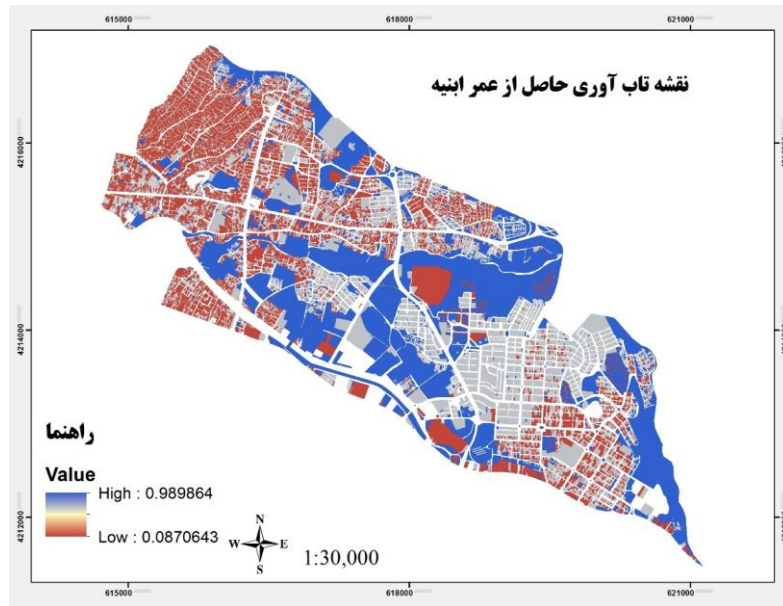 615000 618000 621000
نقشه تاب آوری حاصل از عمر ابنیه
4216000
4214000
راهنما
Value
High : 0.989864
Low : 0.0870643
4212000
N
W E
S
1:30,000
615000 618000 621000